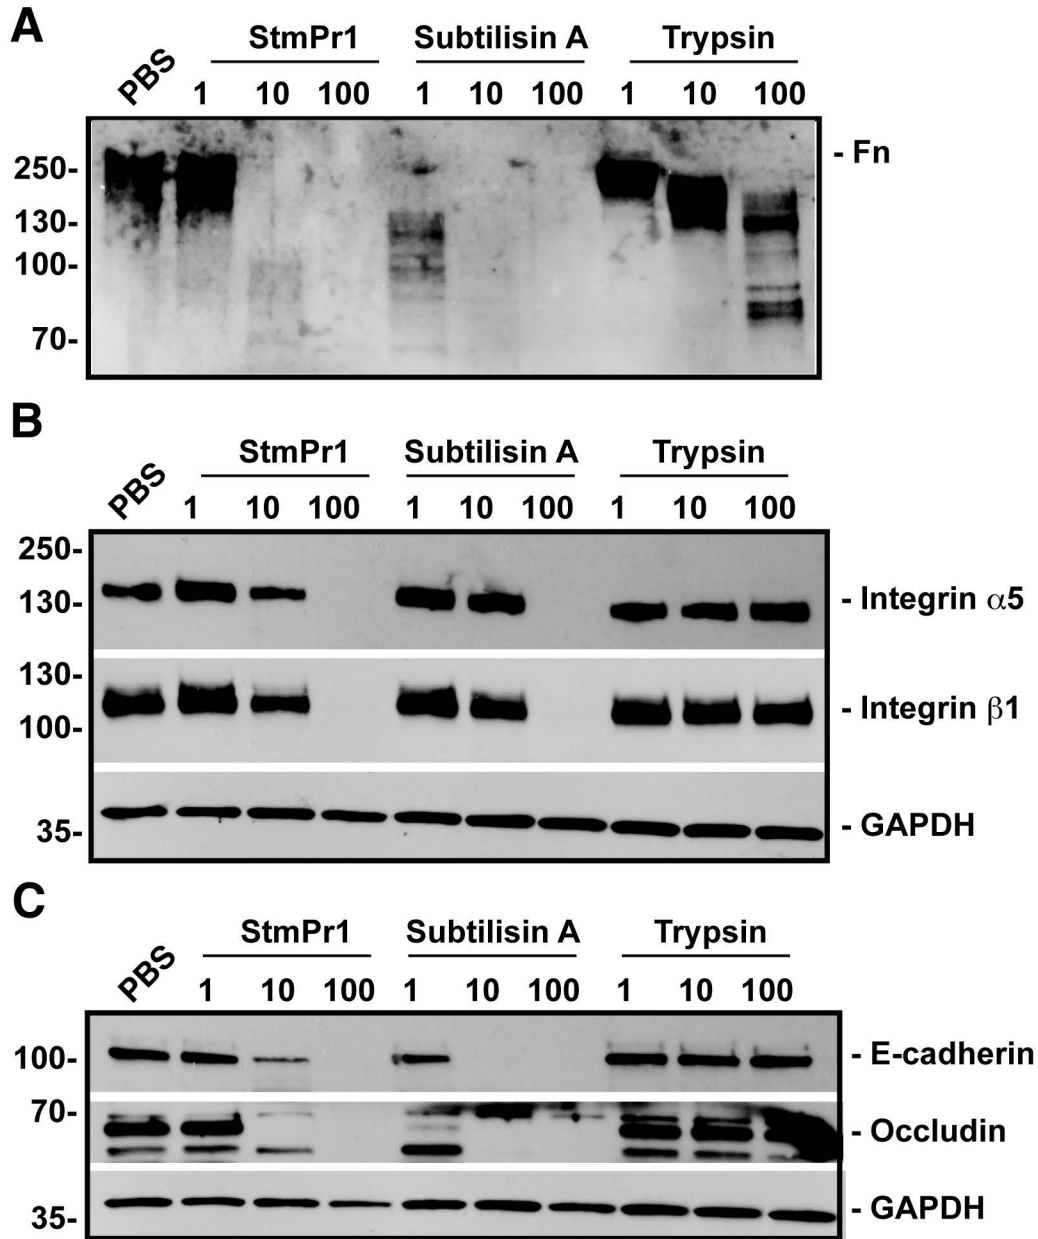 A
StmPr1 Subtilisin A Trypsin
PBS 1 10 100 1 10 100 1 10 100
250- - Fn
130-
100-
70-
B
StmPr1 Subtilisin A Trypsin
PBS 1 10 100 1 10 100 1 10 100
250-
130- - Integrin α5
130-
- Integrin β1
100-
35- - GAPDH
C
StmPr1 Subtilisin A Trypsin
PBS 1 10 100 1 10 100 1 10 100
100- - E-cadherin
70-
- Occludin
35- - GAPDH